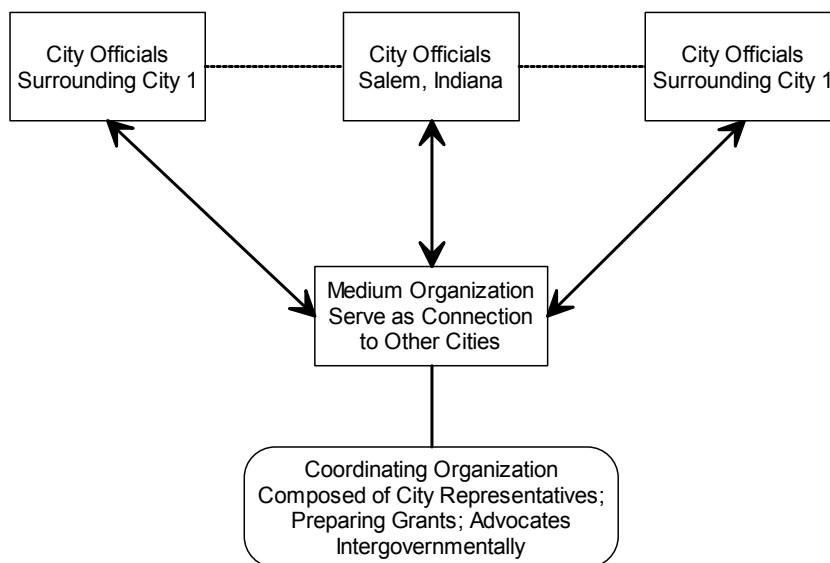 City Officials
Surrounding City 1
City Officials
Salem, Indiana
City Officials
Surrounding City 1
Medium Organization
Serve as Connection
to Other Cities
Coordinating Organization
Composed of City Representatives;
Preparing Grants; Advocates
Intergovernmentally